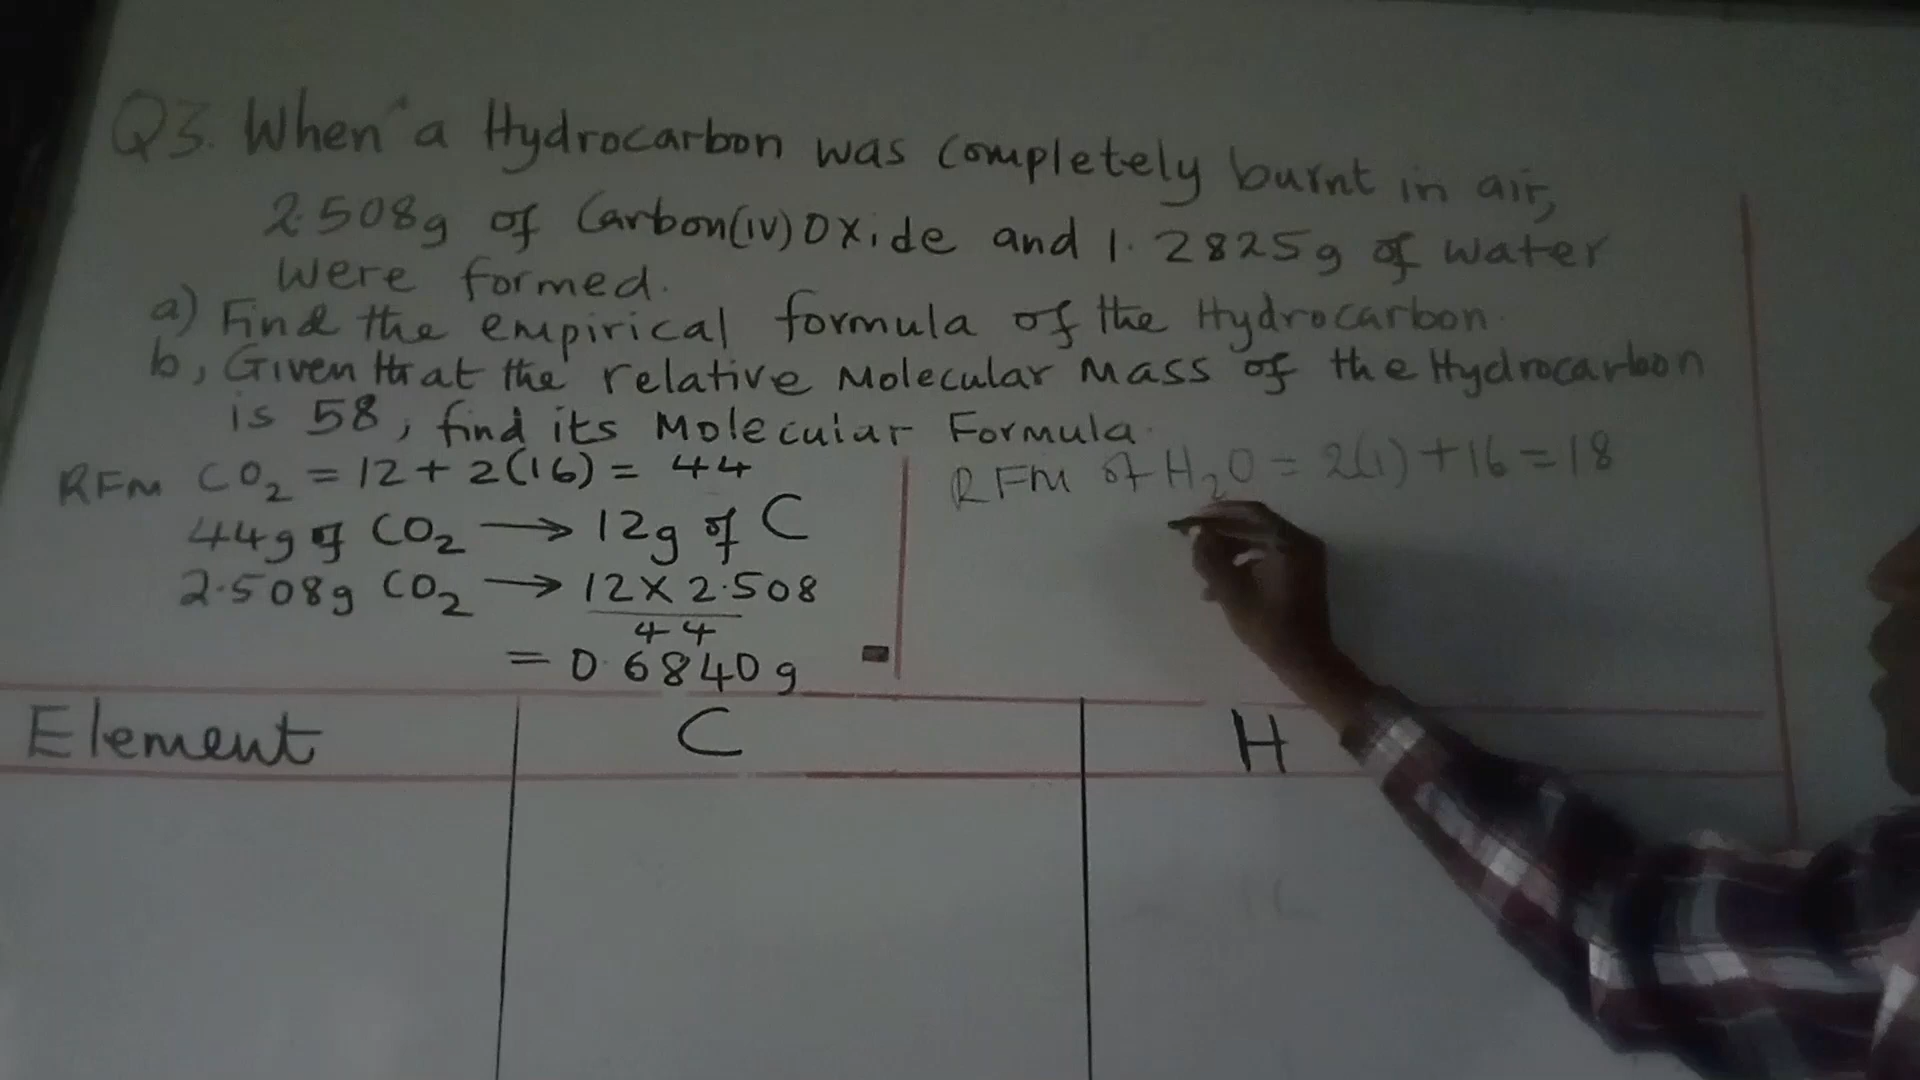 Q3. When a Hydrocarbon was completely burnt in air,
2.508g of Carbon(iv)Oxide and 1.2825g of water
were formed.
a) Find the empirical formula of the Hydrocarbon.
b, Given that the relative Molecular Mass of the Hydrocarbon
is 58, find its Molecular Formula.
RFM CO₂ = 12 + 2(16) = 44
44g of CO₂ → 12g of C
2.508g CO₂ → 12 X 2.508
44
= 0.6840g
RFM of H₂O = 2(1) + 16 = 18
Element C H